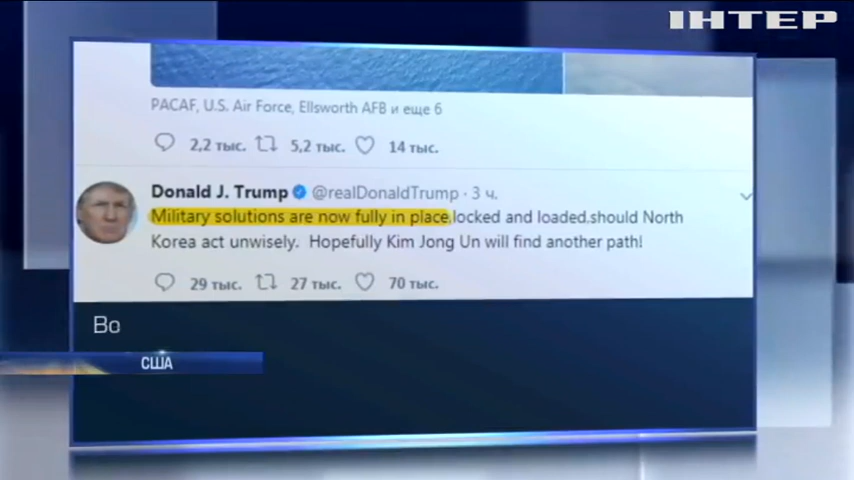 ІНТЕР
PACAF, U.S. Air Force, Ellsworth AFB и еще 6
2,2 тыс. 5,2 тыс. 14 тыс.
Donald J. Trump @realDonaldTrump · 3 ч.
Military solutions are now fully in place,locked and loaded,should North
Korea act unwisely. Hopefully Kim Jong Un will find another path!
29 тыс. 27 тыс. 70 тыс.
Во
США